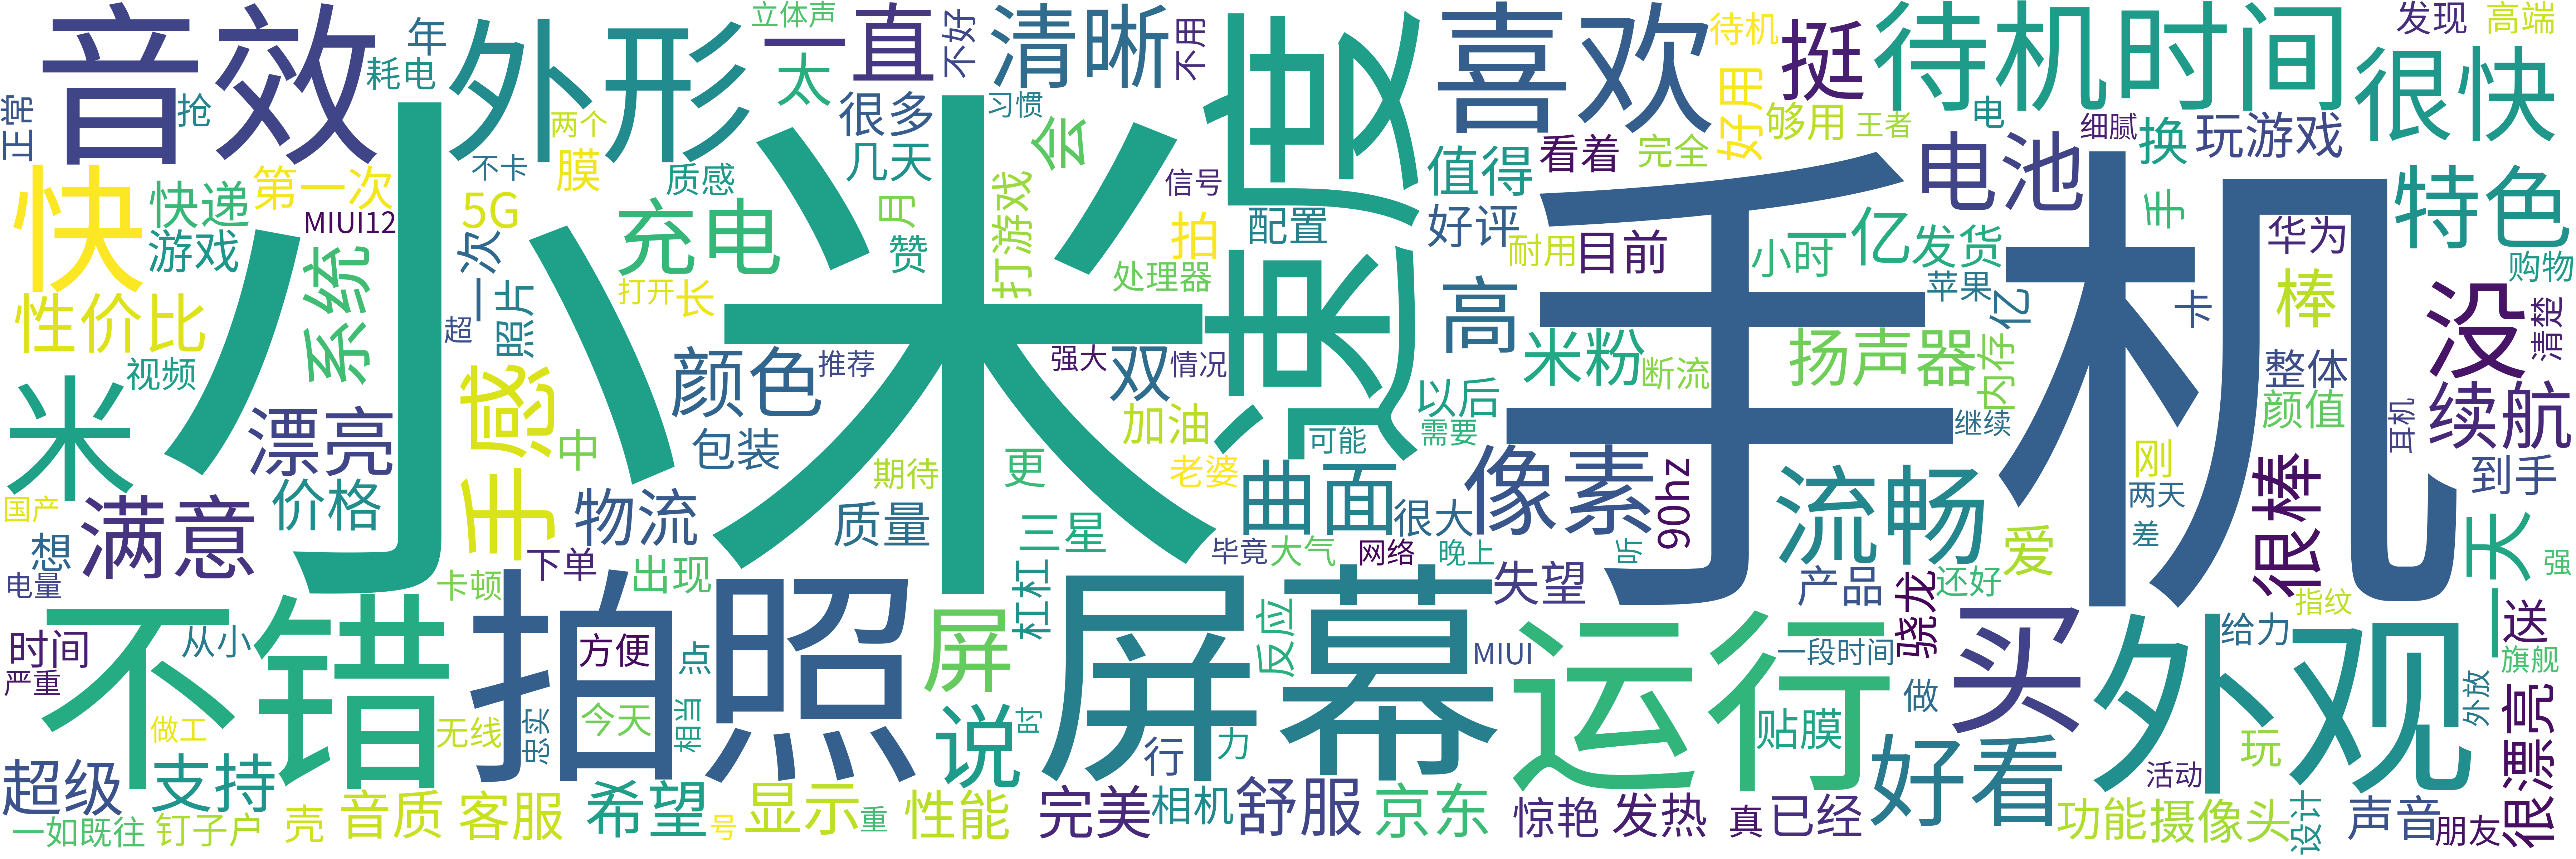 小米
手机
速度
音效
外形
屏幕
拍照
不错
运行
外观
喜欢
待机时间
很快
快
一直
清晰
挺
电池
特色
没
续航
买
好看
流畅
像素
曲面
充电
手感
系统
满意
漂亮
米
性价比
价格
颜色
物流
质量
包装
双
高
米粉
扬声器
一亿
发货
小时
玩游戏
换
棒
华为
整体
颜值
到手
很棒
一天
送
很漂亮
骁龙
产品
失望
爱
还好
指纹
给力
旗舰
外放
玩
活动
设计
声音
朋友
功能
摄像头
贴膜
做
一段时间
已经
真
发热
惊艳
京东
舒服
相机
完美
性能
重
显示
号
希望
客服
音质
壳
钉子户
一如既往
超级
支持
做工
无线
忠实
今天
相当
点
方便
出现
下单
卡顿
从小
时间
严重
电量
想
国产
视频
游戏
快递
第一次
MIUI12
5G
一次
照片
超
膜
两个
不卡
质感
耗电
年
抢
正常
立体声
太
不好
不用
很多
几天
习惯
会
月
赞
打游戏
打开
长
拍
信号
处理器
强大
情况
推荐
加油
老婆
期待
更
中
三星
杠杠
屏
说
时
行
力
反应
毕竟
大气
网络
晚上
听
很大
90hz
MIUI
可能
需要
以后
断流
内存
继续
配置
好评
值得
看着
完全
目前
耐用
好用
够用
王者
待机
电
细腻
发现
高端
手
苹果
亿
卡
购物
清楚
耳机
刚
两天
差
强